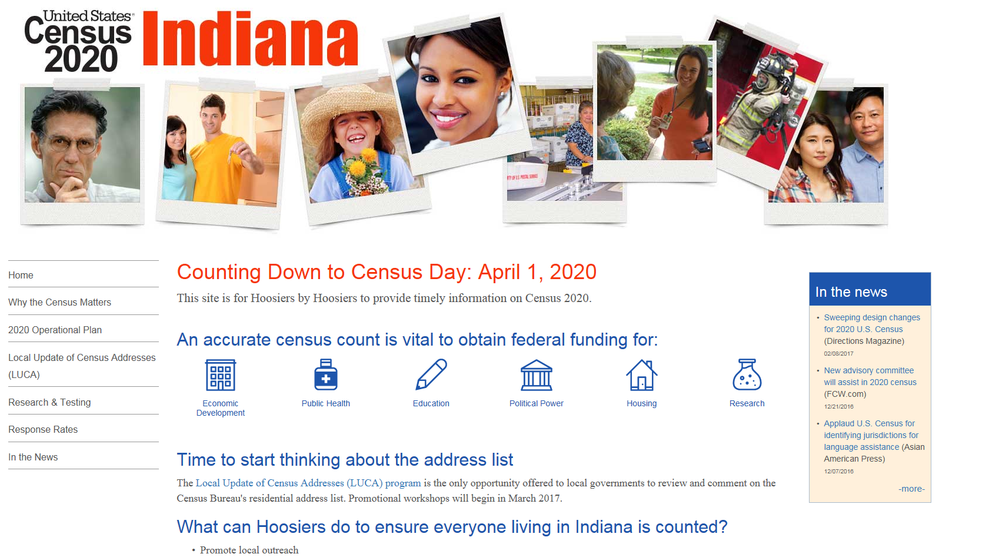 United States®
Census
2020
Indiana
PROPERTY OF U.S. POSTAL SERVICE
Home
Why the Census Matters
2020 Operational Plan
Local Update of Census Addresses
(LUCA)
Research & Testing
Response Rates
In the News
Counting Down to Census Day: April 1, 2020
This site is for Hoosiers by Hoosiers to provide timely information on Census 2020.
An accurate census count is vital to obtain federal funding for:
Economic
Development
Public Health
Education
Political Power
Housing
Research
Time to start thinking about the address list
The Local Update of Census Addresses (LUCA) program is the only opportunity offered to local governments to review and comment on the
Census Bureau's residential address list. Promotional workshops will begin in March 2017.
What can Hoosiers do to ensure everyone living in Indiana is counted?
• Promote local outreach
In the news
• Sweeping design changes
for 2020 U.S. Census
(Directions Magazine)
02/08/2017
• New advisory committee
will assist in 2020 census
(FCW.com)
12/21/2016
• Applaud U.S. Census for
identifying jurisdictions for
language assistance (Asian
American Press)
12/07/2016
-more-